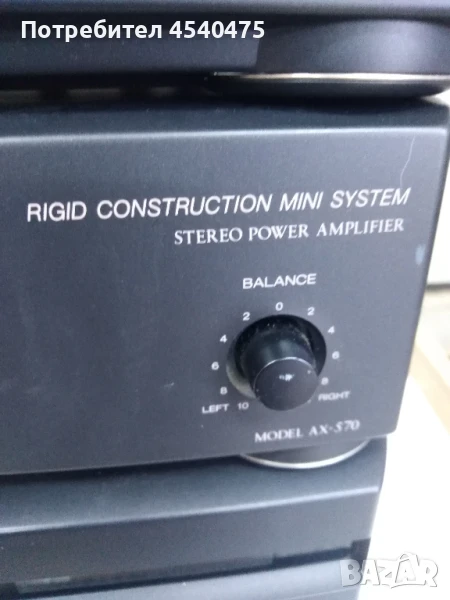 Потребител 4540475
RIGID CONSTRUCTION MINI SYSTEM
STEREO POWER AMPLIFIER
BALANCE
0
2 2
4 4
6 6
8 8
LEFT 10 RIGHT
MODEL AX-570
BAZAR